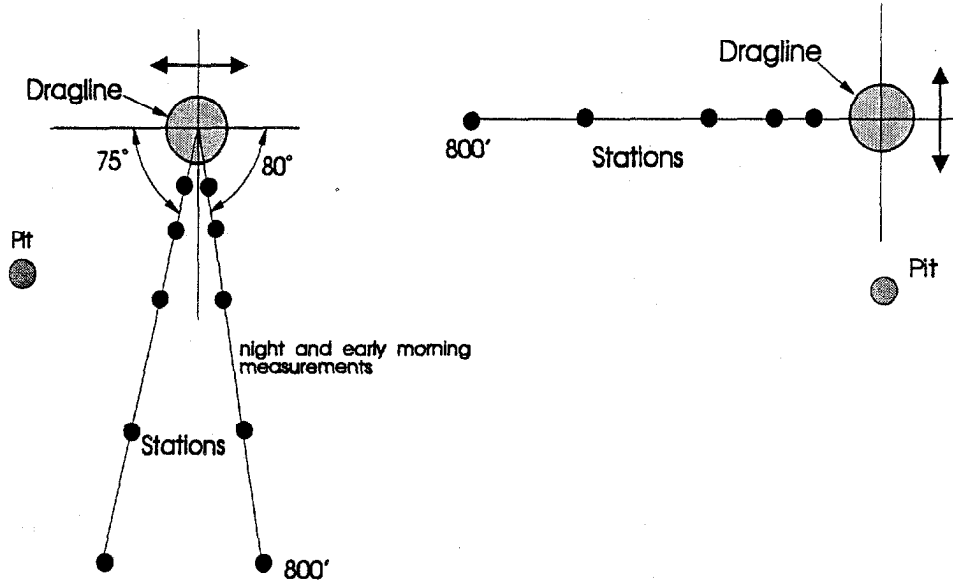 Dragline
75°
80°
Pit
night and early morning
measurements
Stations
800'
Dragline
800'
Stations
Pit